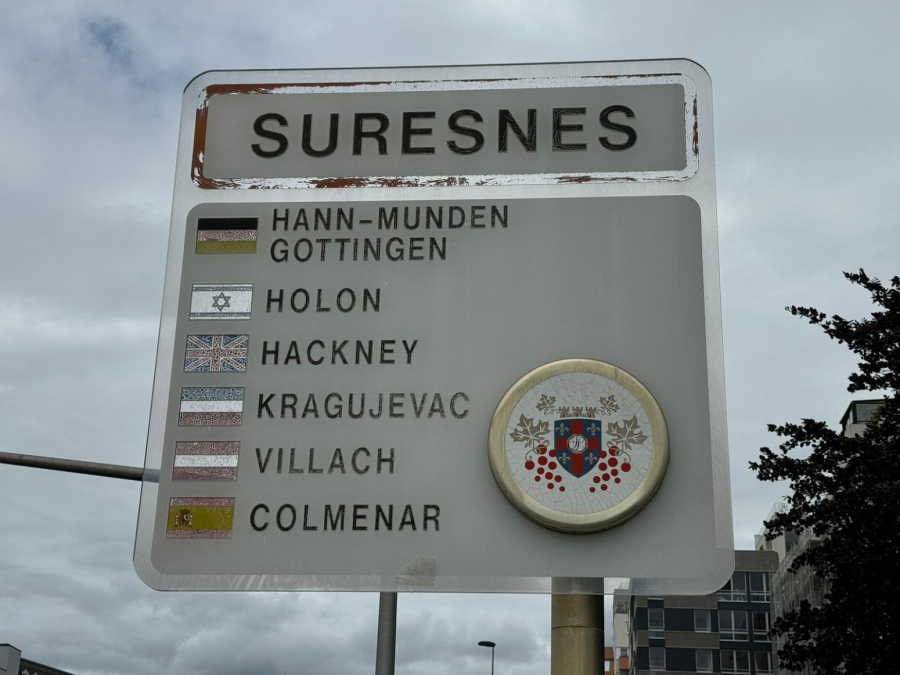 SURESNES
HANN-MUNDEN
GOTTINGEN
HOLON
HACKNEY
KRAGUJEVAC
VILLACH
COLMENAR